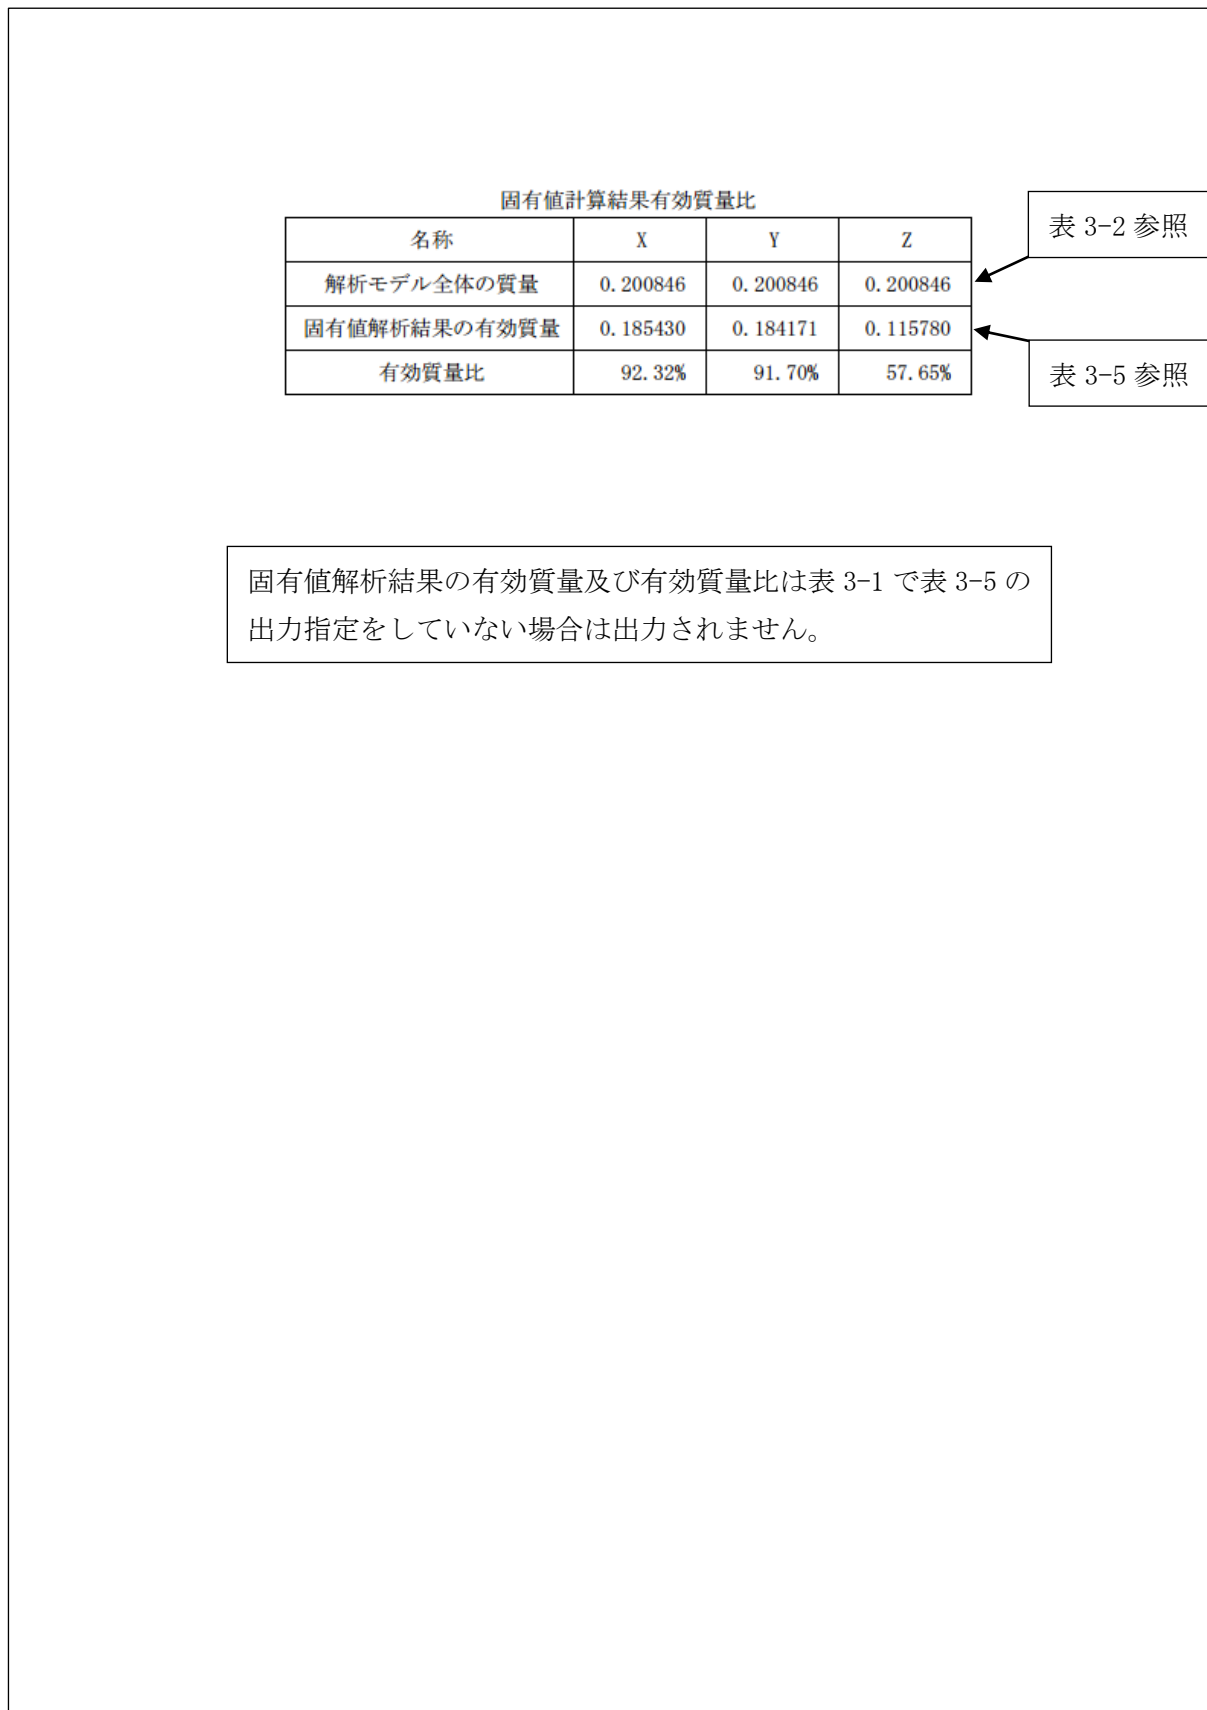 固有値計算結果有効質量比
名称 X Y Z
解析モデル全体の質量 0.200846 0.200846 0.200846
固有値解析結果の有効質量 0.185430 0.184171 0.115780
有効質量比 92.32% 91.70% 57.65%
表 3-2 参照
表 3-5 参照
固有値解析結果の有効質量及び有効質量比は表 3-1 で表 3-5 の
出力指定をしていない場合は出力されません。